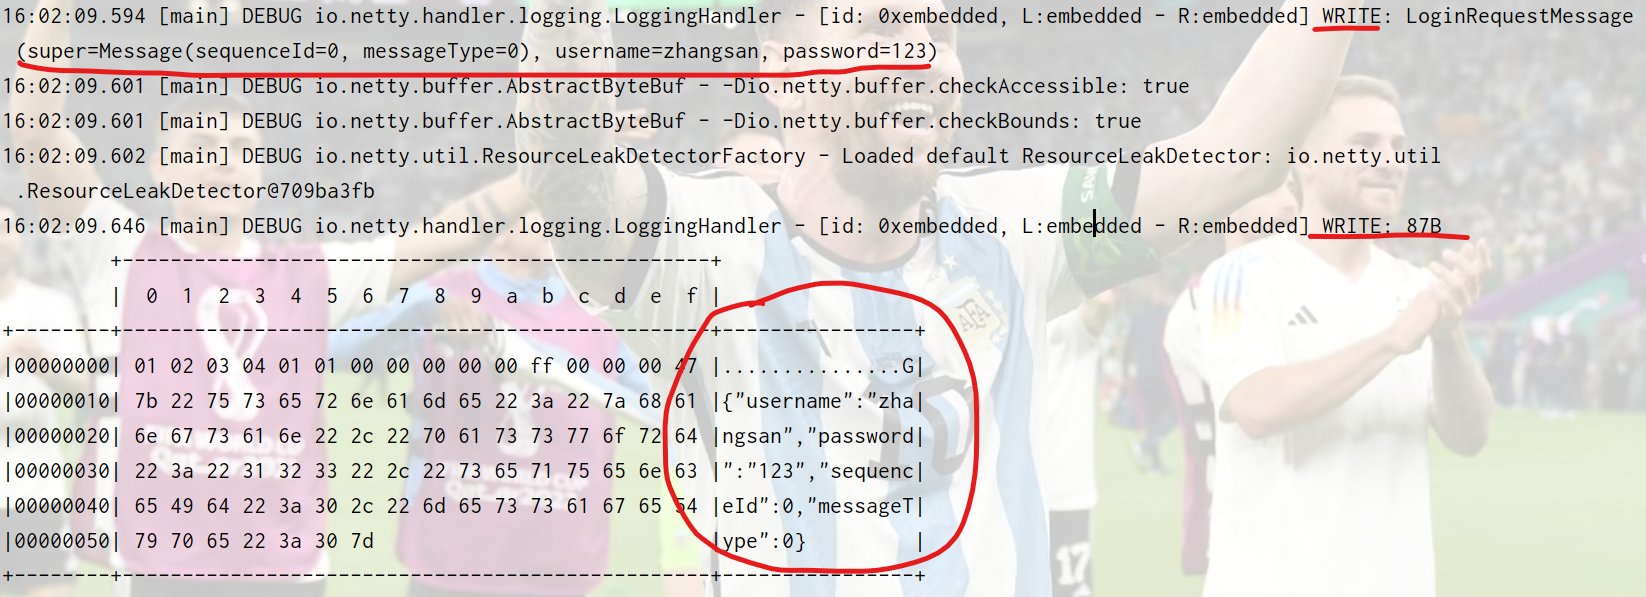 16:02:09.594 [main] DEBUG io.netty.handler.logging.LoggingHandler - [id: 0xembedded, L:embedded - R:embedded] WRITE: LoginRequestMessage
(super=Message(sequenceId=0, messageType=0), username=zhangsan, password=123)
16:02:09.601 [main] DEBUG io.netty.buffer.AbstractByteBuf - -Dio.netty.buffer.checkAccessible: true
16:02:09.601 [main] DEBUG io.netty.buffer.AbstractByteBuf - -Dio.netty.buffer.checkBounds: true
16:02:09.602 [main] DEBUG io.netty.util.ResourceLeakDetectorFactory - Loaded default ResourceLeakDetector: io.netty.util
.ResourceLeakDetector@709ba3fb
16:02:09.646 [main] DEBUG io.netty.handler.logging.LoggingHandler - [id: 0xembedded, L:embedded - R:embedded] WRITE: 87B
         +-------------------------------------------------+
         |  0  1  2  3  4  5  6  7  8  9  a  b  c  d  e  f |
+--------+-------------------------------------------------+----------------+
|00000000| 01 02 03 04 01 01 00 00 00 00 00 ff 00 00 00 47 |...............G|
|00000010| 7b 22 75 73 65 72 6e 61 6d 65 22 3a 22 7a 68 61 |{"username":"zha|
|00000020| 6e 67 73 61 6e 22 2c 22 70 61 73 73 77 6f 72 64 |ngsan","password|
|00000030| 22 3a 22 31 32 33 22 2c 22 73 65 71 75 65 6e 63 |":"123","sequenc|
|00000040| 65 49 64 22 3a 30 2c 22 6d 65 73 73 61 67 65 54 |eId":0,"messageT|
|00000050| 79 70 65 22 3a 30 7d                            |ype":0}         |
+--------+-------------------------------------------------+----------------+
AFA
10
17